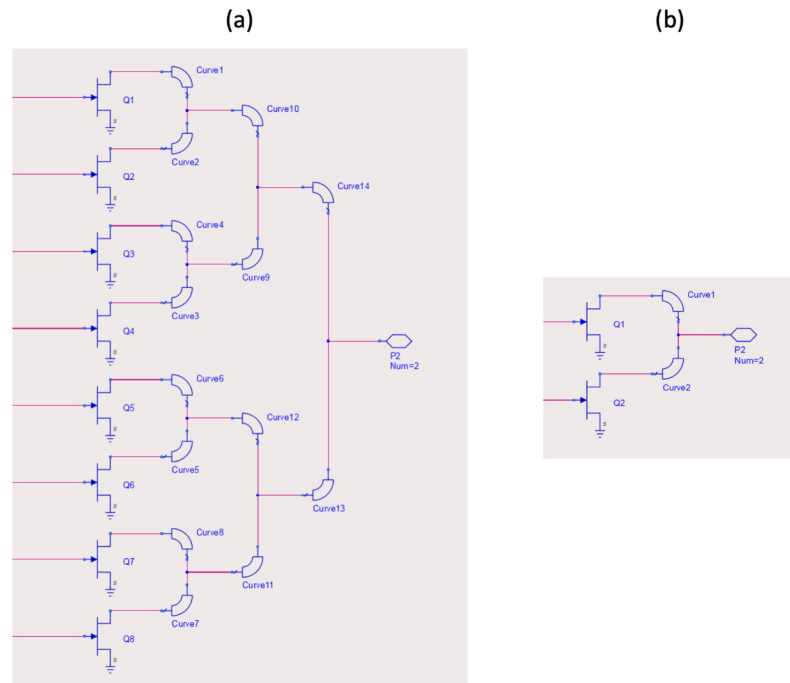 (a)
(b)
Curve1
Q1
Curve10
Curve2
Q2
Curve14
Curve4
Q3
Curve9
Curve3
Q4
P2
Num=2
Curve6
Q5
Curve12
Curve5
Q6
Curve13
Curve8
Q7
Curve11
Curve7
Q8
Curve1
Q1
P2
Num=2
Curve2
Q2